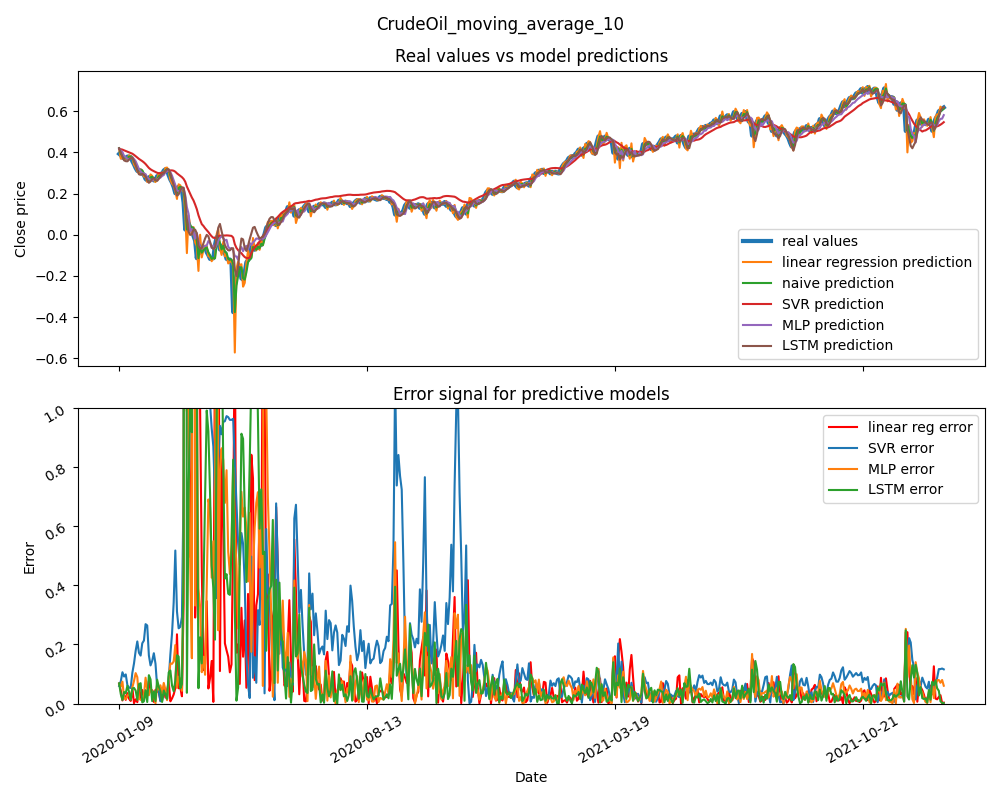 CrudeOil_moving_average_10
Real values vs model predictions
Close price
0.6
0.4
0.2
0.0
−0.2
−0.4
−0.6
real values
linear regression prediction
naive prediction
SVR prediction
MLP prediction
LSTM prediction
Error signal for predictive models
Error
1.0
0.8
0.6
0.4
0.2
0.0
linear reg error
SVR error
MLP error
LSTM error
2020-01-09
2020-08-13
2021-03-19
2021-10-21
Date